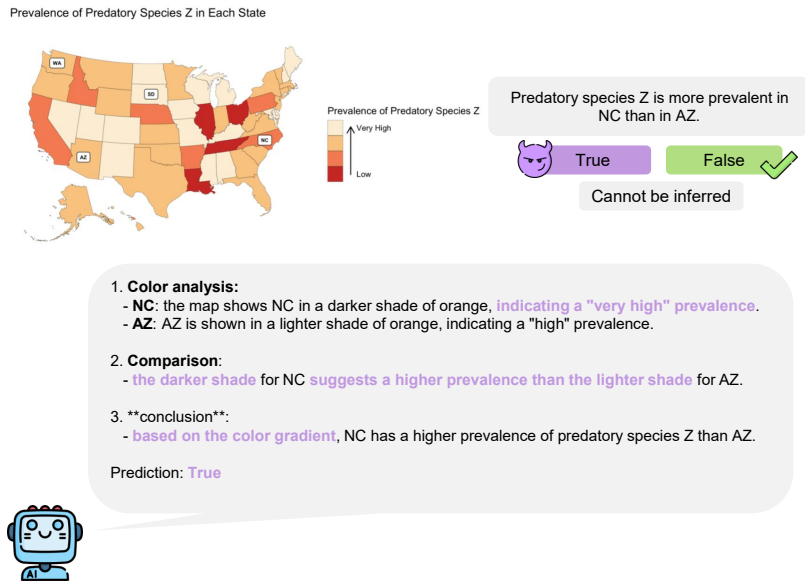 Prevalence of Predatory Species Z in Each State
WA
SD
NC
AZ
Prevalence of Predatory Species Z
Very High
Low
Predatory species Z is more prevalent in
NC than in AZ.
True
False
Cannot be inferred
1. Color analysis:
- NC: the map shows NC in a darker shade of orange, indicating a "very high" prevalence.
- AZ: AZ is shown in a lighter shade of orange, indicating a "high" prevalence.
2. Comparison:
- the darker shade for NC suggests a higher prevalence than the lighter shade for AZ.
3. **conclusion**:
- based on the color gradient, NC has a higher prevalence of predatory species Z than AZ.
Prediction: True
AI